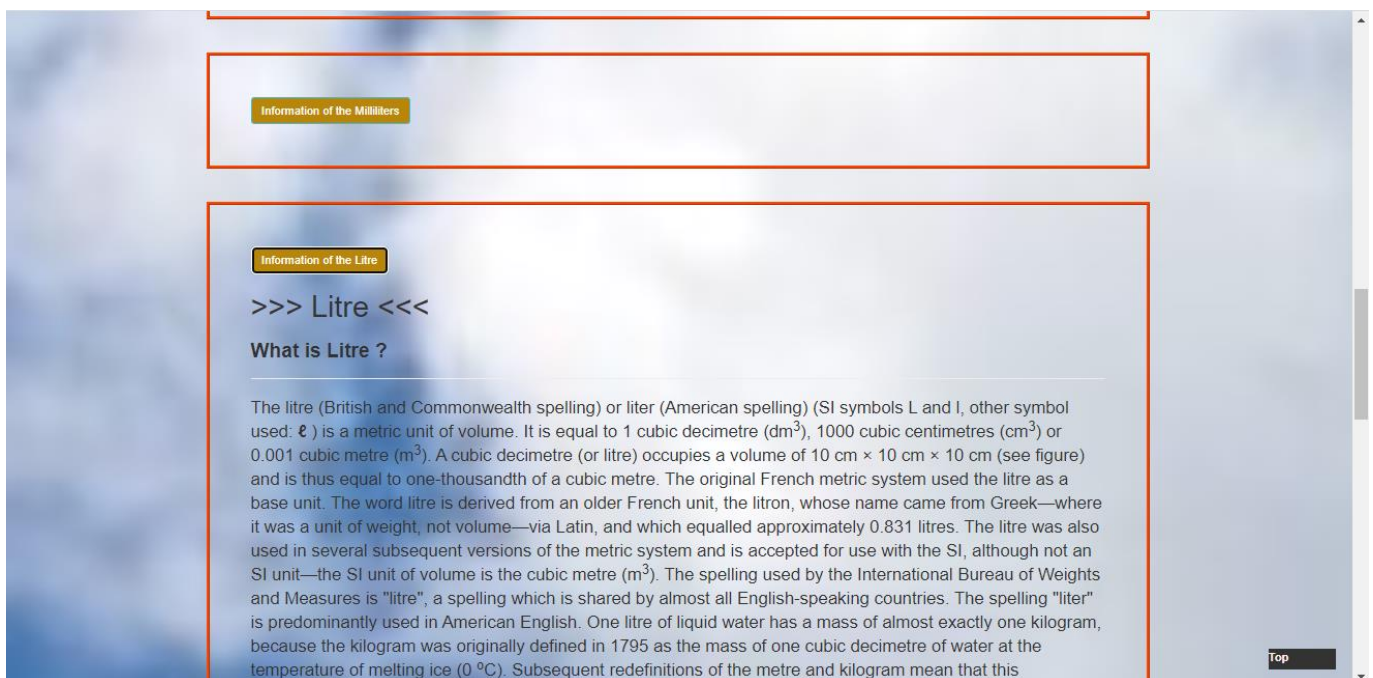 Information of the Milliliters
Information of the Litre
>>> Litre <<<
What is Litre ?
The litre (British and Commonwealth spelling) or liter (American spelling) (SI symbols L and l, other symbol
used: ℓ ) is a metric unit of volume. It is equal to 1 cubic decimetre (dm³), 1000 cubic centimetres (cm³) or
0.001 cubic metre (m³). A cubic decimetre (or litre) occupies a volume of 10 cm × 10 cm × 10 cm (see figure)
and is thus equal to one-thousandth of a cubic metre. The original French metric system used the litre as a
base unit. The word litre is derived from an older French unit, the litron, whose name came from Greek—where
it was a unit of weight, not volume—via Latin, and which equalled approximately 0.831 litres. The litre was also
used in several subsequent versions of the metric system and is accepted for use with the SI, although not an
SI unit—the SI unit of volume is the cubic metre (m³). The spelling used by the International Bureau of Weights
and Measures is "litre", a spelling which is shared by almost all English-speaking countries. The spelling "liter"
is predominantly used in American English. One litre of liquid water has a mass of almost exactly one kilogram,
because the kilogram was originally defined in 1795 as the mass of one cubic decimetre of water at the
temperature of melting ice (0 ºC). Subsequent redefinitions of the metre and kilogram mean that this
Top